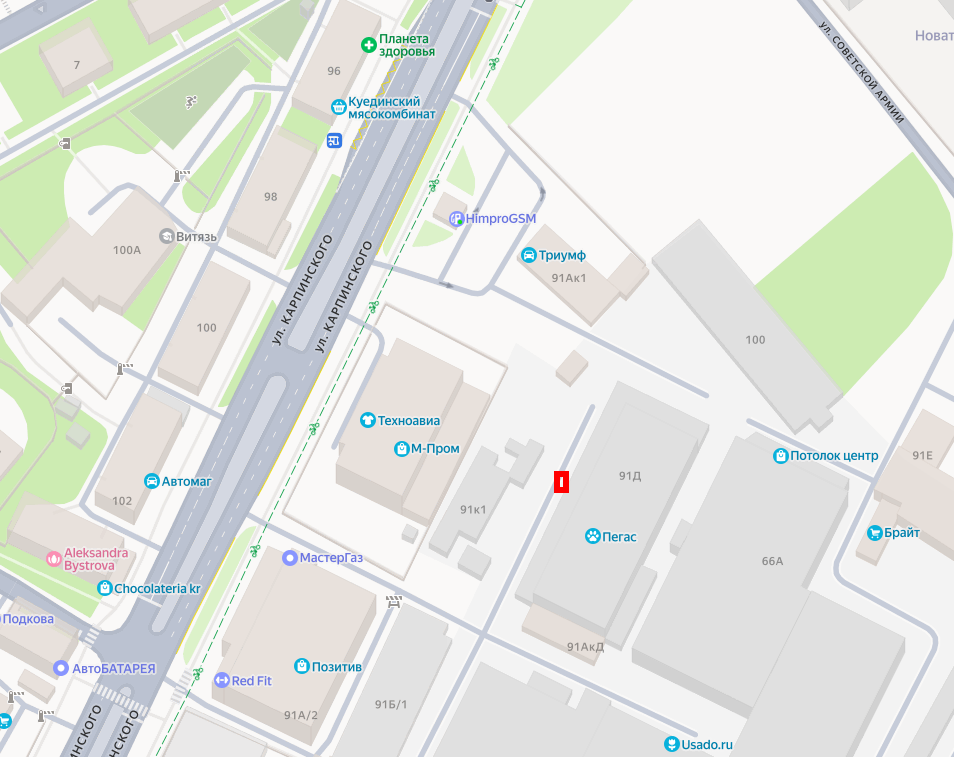 Планета
здоровья
7
96
Куединский
мясокомбинат
ул. СОВЕТСКОЙ АРМИИ
Новат
98
100А
Витязь
HimproGSM
Триумф
91Ак1
ул. КАРПИНСКОГО
ул. КАРПИНСКОГО
100
100
Техноавиа
М-Пром
Потолок центр
91Е
91Д
Автомаг
102
91к1
Пегас
Брайт
Aleksandra
Bystrova
МастерГаз
66А
Chocolateria kr
Подкова
91АкД
АвтоБАТАРЕЯ
Позитив
Red Fit
91А/2
91Б/1
ИНСКОГО
НСКОГО
Usado.ru